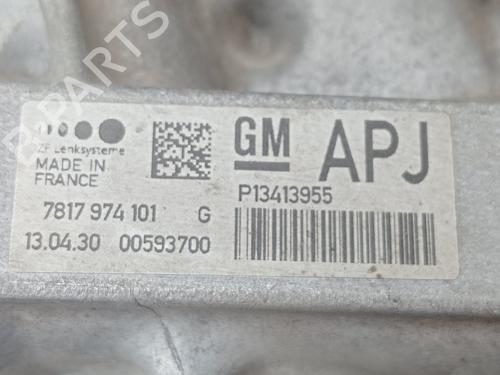 ZF Lenksysteme
MADE IN
FRANCE
GM
APJ
P13413955
7817 974 101 G
13.04.30 00593700
B-PARTS